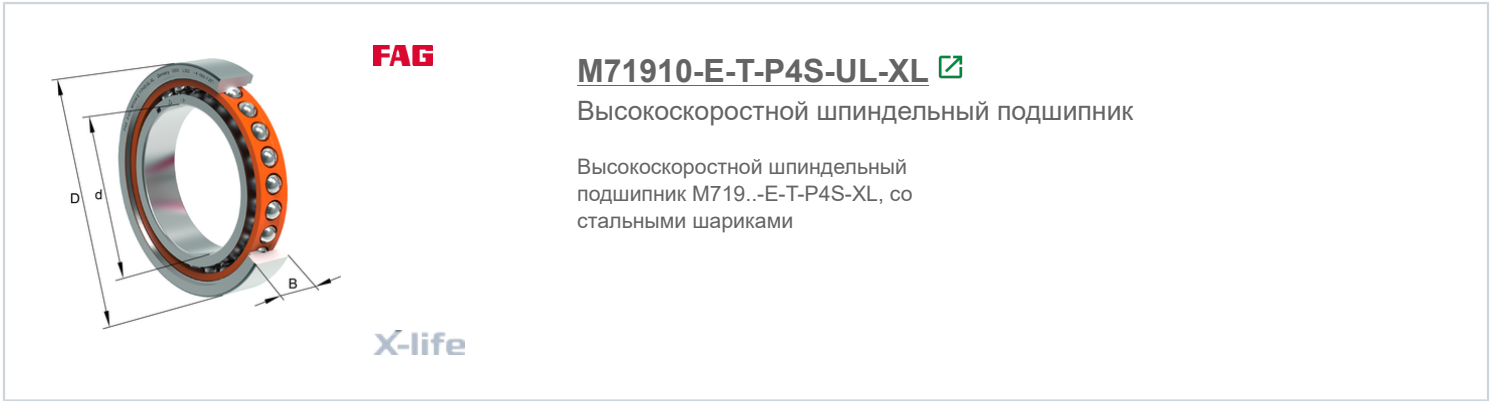 FAG
M71910-E-T-P4S-UL-XL
Высокоскоростной шпиндельный подшипник
Высокоскоростной шпиндельный
подшипник M719..-E-T-P4S-XL, со
стальными шариками
D
d
B
X-life